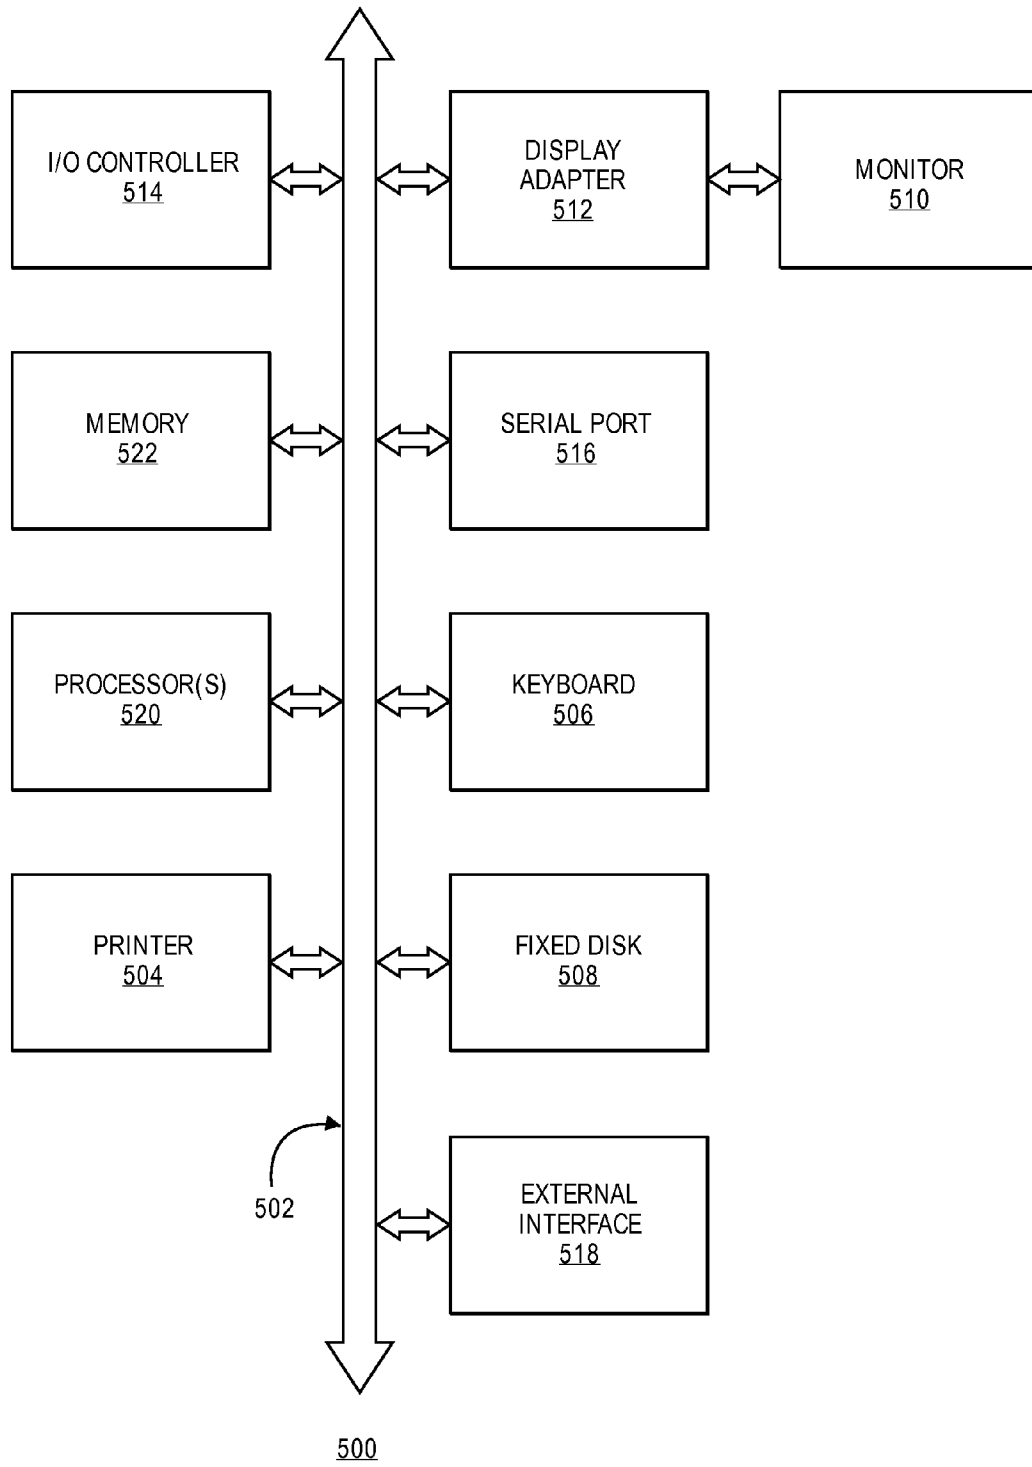 I/O CONTROLLER
514
DISPLAY
ADAPTER
512
MONITOR
510
MEMORY
522
SERIAL PORT
516
PROCESSOR(S)
520
KEYBOARD
506
PRINTER
504
FIXED DISK
508
502
EXTERNAL
INTERFACE
518
500